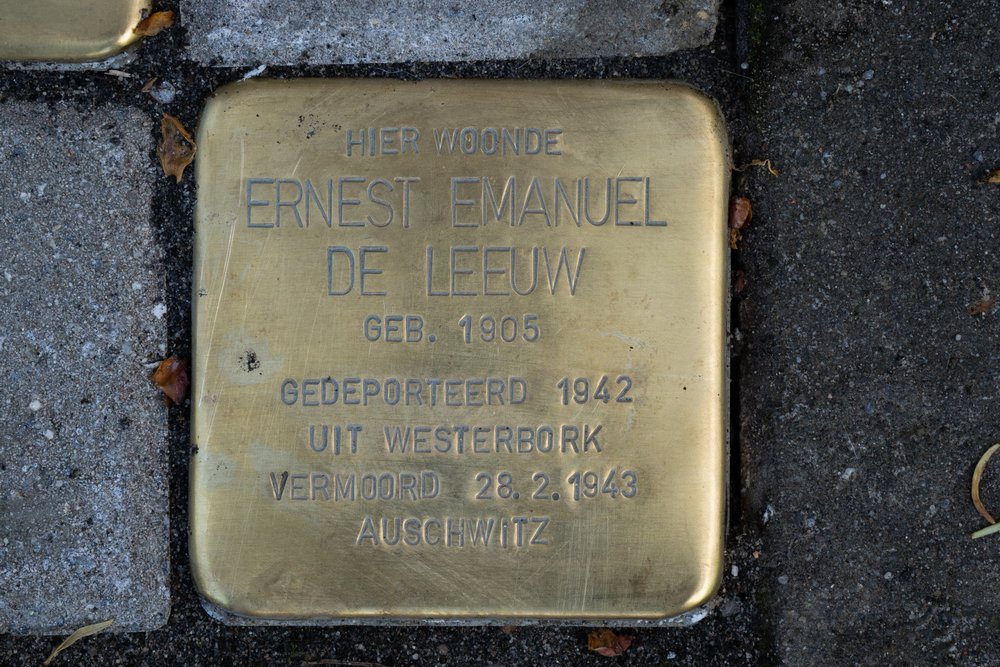 HIER WOONDE
ERNEST EMANUEL
DE LEEUW
GEB. 1905
GEDEPORTEERD 1942
UIT WESTERBORK
VERMOORD 28.2.1943
AUSCHWITZ